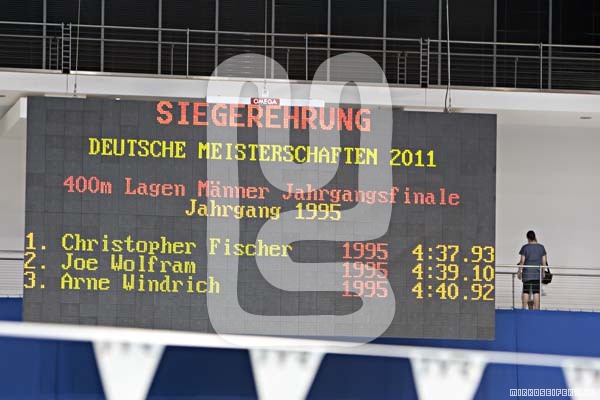 OMEGA
SIEGEREHRUNG
DEUTSCHE MEISTERSCHAFTEN 2011
400m Lagen Männer Jahrgangsfinale
Jahrgang 1995
1. Christopher Fischer 1995 4:37.93
2. Joe Wolfram 1995 4:39.10
3. Arne Windrich 1995 4:40.92